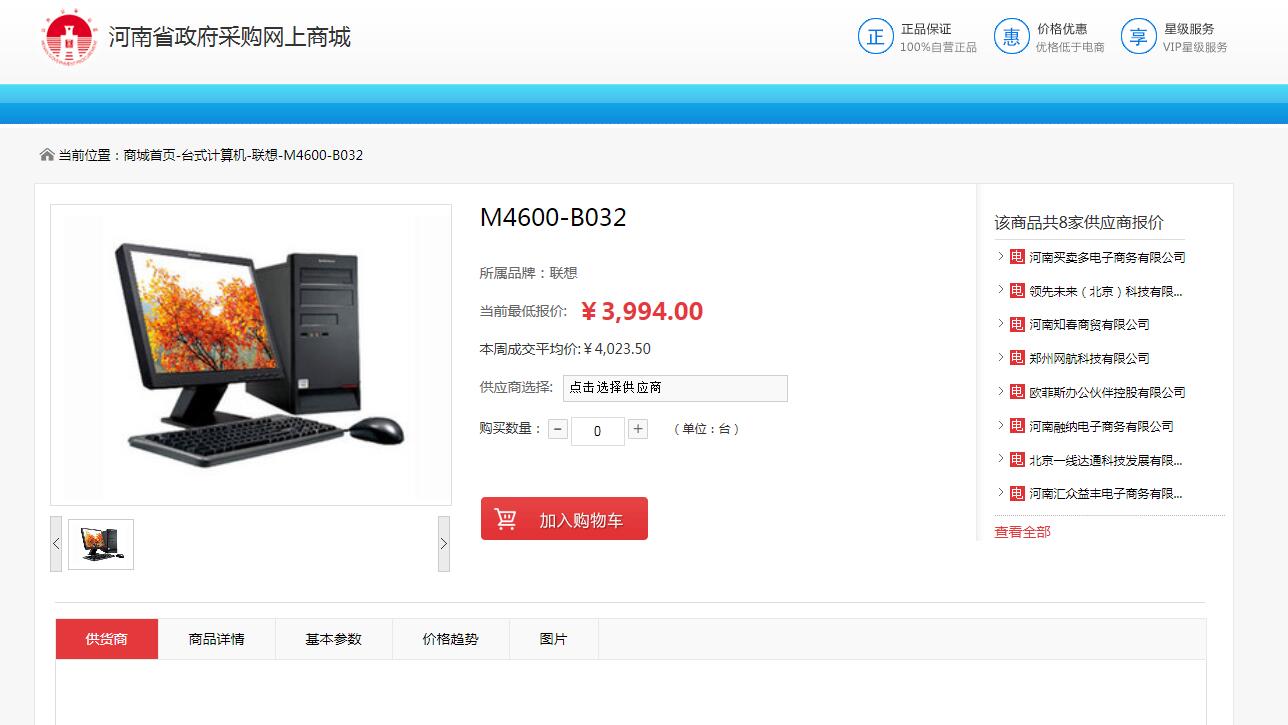 河南省政府采购网上商城
正 正品保证
100%自营正品
惠 价格优惠
优格低于电商
享 星级服务
VIP星级服务
当前位置：商城首页-台式计算机-联想-M4600-B032
M4600-B032
所属品牌：联想
当前最低报价: ¥ 3,994.00
本周成交平均价:¥ 4,023.50
供应商选择: 点击选择供应商
购买数量： － 0 ＋ （单位：台）
加入购物车
该商品共8家供应商报价
电 河南买卖多电子商务有限公司
电 领先未来（北京）科技有限...
电 河南知春商贸有限公司
电 郑州网航科技有限公司
电 欧菲斯办公伙伴控股有限公司
电 河南融纳电子商务有限公司
电 北京一线达通科技发展有限...
电 河南汇众益丰电子商务有限...
查看全部
供货商 商品详情 基本参数 价格趋势 图片